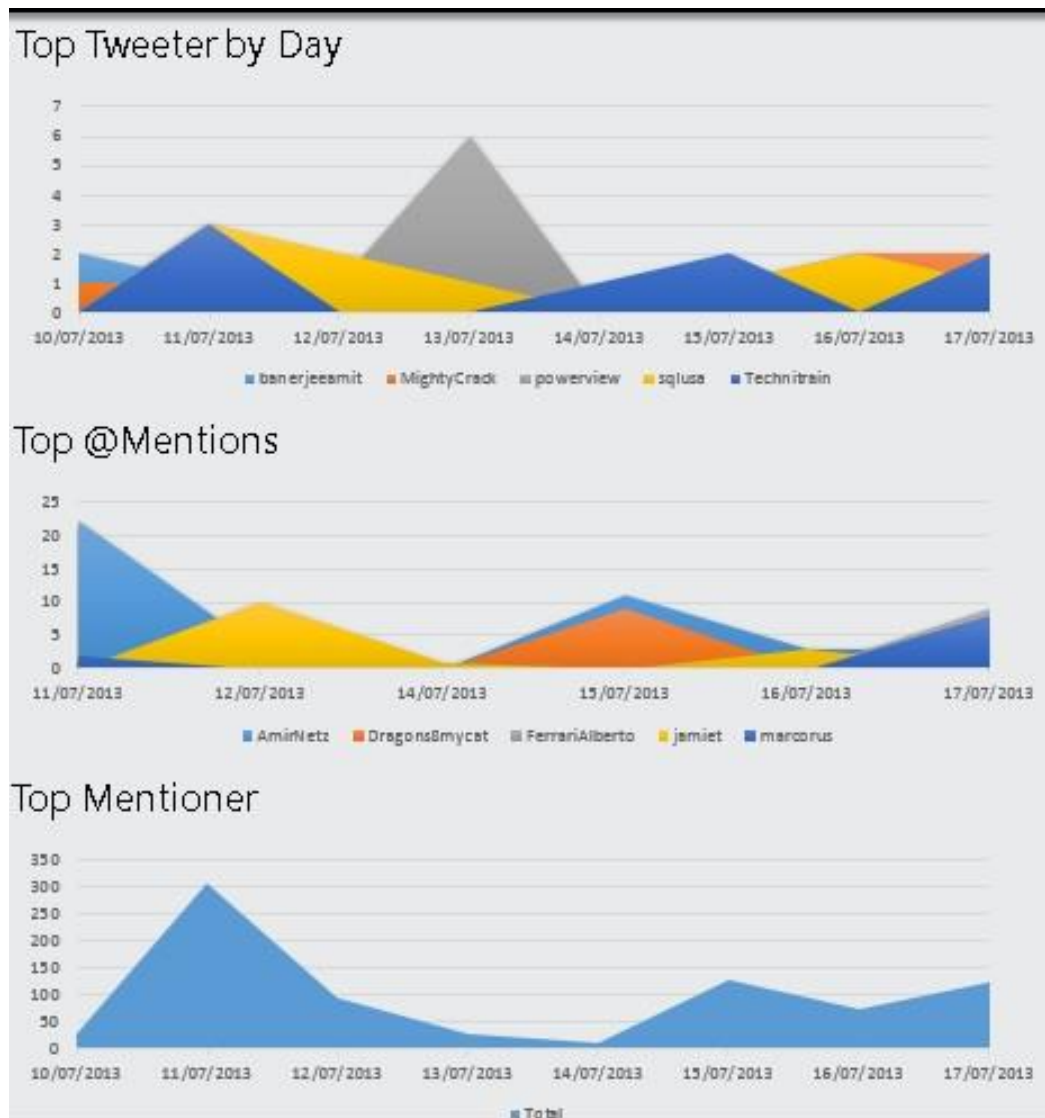 Top Tweeter by Day
7
6
5
4
3
2
1
0
10/07/2013 11/07/2013 12/07/2013 13/07/2013 14/07/2013 15/07/2013 16/07/2013 17/07/2013
banerjeeamit MightyCrack powerview sqlusa Technitrain
Top @Mentions
25
20
15
10
5
0
11/07/2013 12/07/2013 14/07/2013 15/07/2013 16/07/2013 17/07/2013
AmirNetz Dragons8mycat FerrariAlberto jamiet marcorus
Top Mentioner
350
300
250
200
150
100
50
0
10/07/2013 11/07/2013 12/07/2013 13/07/2013 14/07/2013 15/07/2013 16/07/2013 17/07/2013
Total